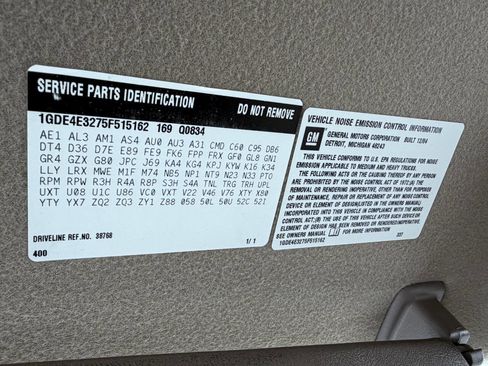 SERVICE PARTS IDENTIFICATION DO NOT REMOVE
1GDE4E3275F515162 169 Q0834
AE1 AL3 AM1 AS4 AU0 AU3 A31 CMD C60 C95 DB6
DT4 D36 D7E E89 FE9 FK6 FPP FRX GF0 GL8 GN1
GR4 GZX G80 JPC J69 KA4 KG4 KPJ KYW K16 K34
LLY LRX MWE M1F M74 NB5 NP1 NT9 N23 N33 PTO
RPM RPW R3H R4A R8P S3H S4A TNL TRG TRH UPL
UXT U08 U1C UB6 VC0 VXT V22 V46 V76 XTY X80
YTY YX7 ZQ2 ZQ3 ZY1 Z88 058 50L 50U 52C 52I
DRIVELINE REF.NO. 38768 1/ 1
400
VEHICLE NOISE EMISSION CONTROL INFORMATION
GM GENERAL MOTORS CORPORATION BUILT 12/04
DETROIT, MICHIGAN 48243
THIS VEHICLE CONFORMS TO U.S. EPA REGULATIONS FOR NOISE
EMISSION APPLICABLE TO MEDIUM AND HEAVY TRUCKS.
THE FOLLOWING ACTS OR THE CAUSING THEREOF BY ANY PERSON
ARE PROHIBITED BY THE NOISE CONTROL ACT OF 1972:(A) THE
REMOVAL OR RENDERING INOPERATIVE, OTHER THAN FOR PURPOSES
OF MAINTENANCE, REPAIR, OR REPLACEMENT OF ANY NOISE CONTROL
DEVICE OR ELEMENT OF DESIGN(LISTED IN THE OWNERS MANUAL)
INCORPORATED INTO THIS VEHICLE IN COMPLIANCE WITH THE NOISE
CONTROL ACT;(B) THE USE OF THIS VEHICLE AFTER SUCH DEVICE OR
ELEMENT OF DESIGN HAS BEEN REMOVED OR RENDERED INOPERATIVE.
SEE OWNERS MANUAL
1GDE4E3275F515162